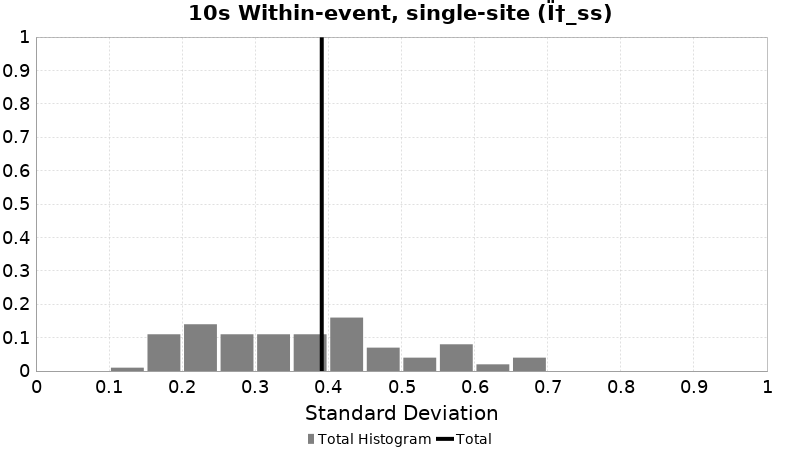 10s Within-event, single-site (Ï†_ss)
1
0.9
0.8
0.7
0.6
0.5
0.4
0.3
0.2
0.1
0
0 0.1 0.2 0.3 0.4 0.5 0.6 0.7 0.8 0.9 1
Standard Deviation
Total Histogram Total